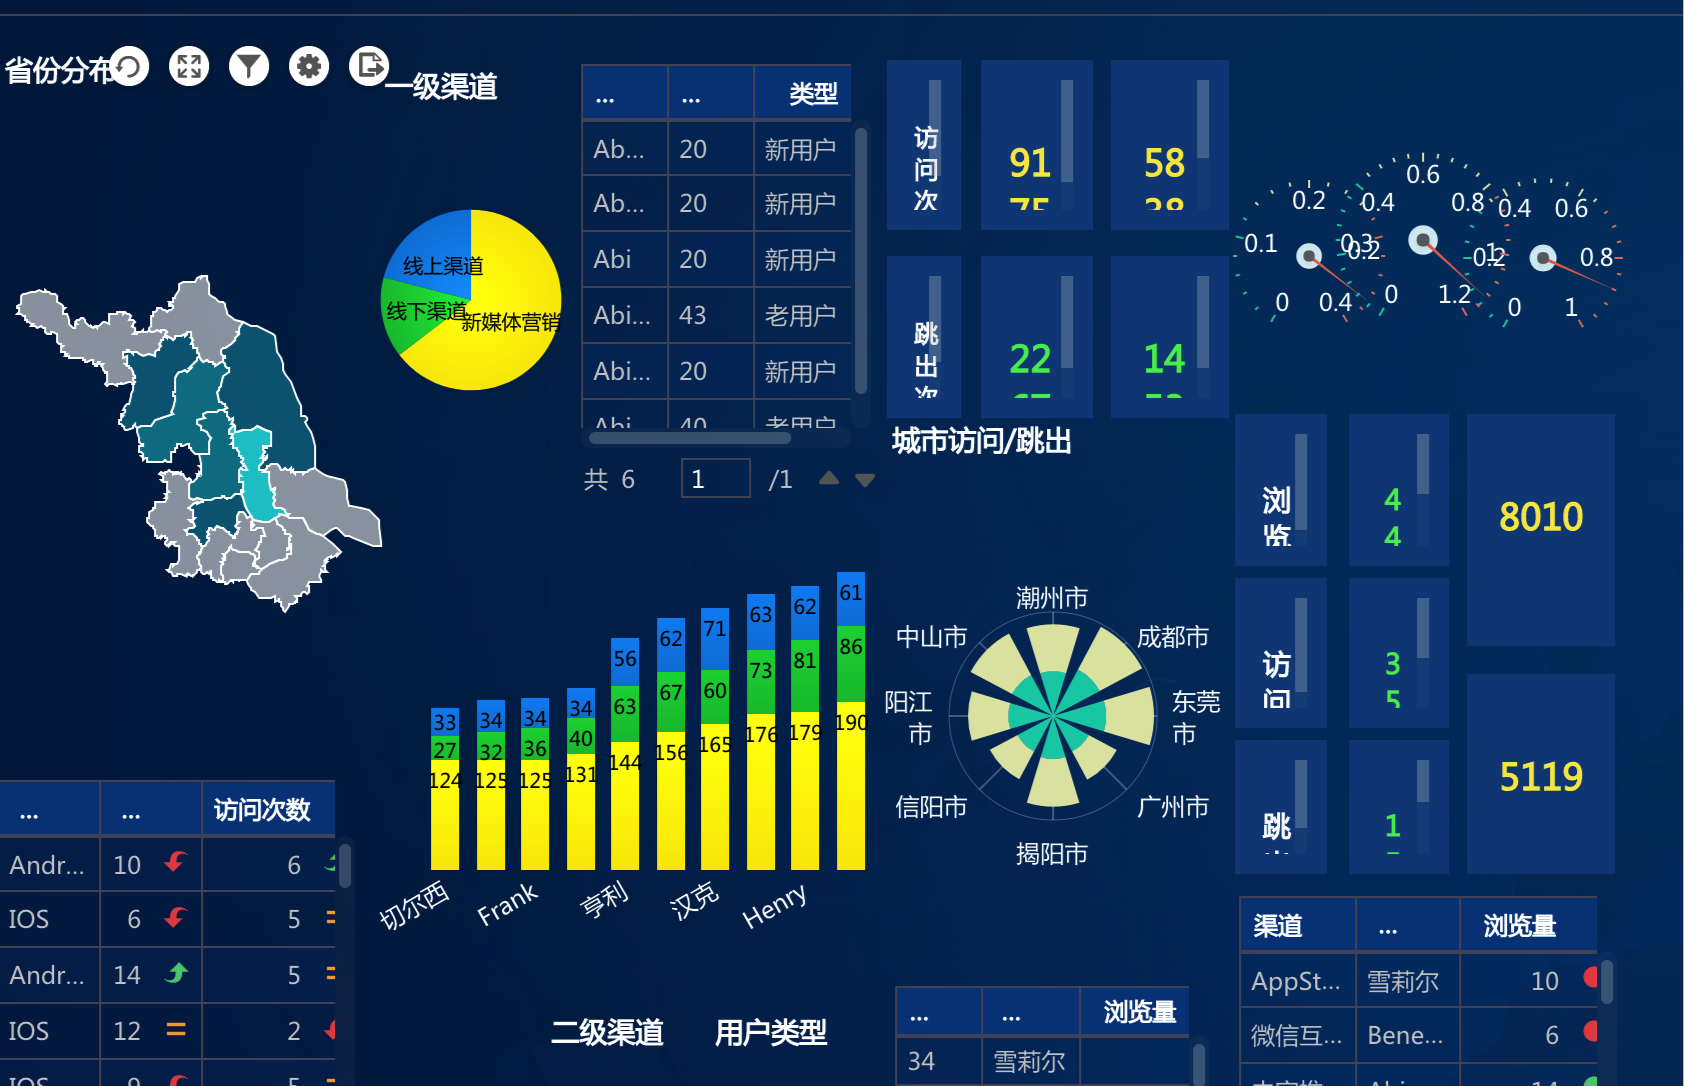 省份分布
一级渠道
... ... 类型
Ab... 20 新用户
Ab... 20 新用户
Abi 20 新用户
Abi... 43 老用户
Abi... 20 新用户
Abi 40 老用户
共 6 1 /1
线上渠道
线下渠道
新媒体营销
访
问
次
91
75
58
38
跳
出
次
22
14
0 0.1 0.2 0.3 0.4
0 0.2 0.4 0.6 0.8 1 1.2
0 0.2 0.4 0.6 0.8 1
城市访问/跳出
潮州市
成都市
东莞
市
广州市
揭阳市
信阳市
阳江
市
中山市
浏
览
4
4
8010
访
问
3
5
跳
1
5119
33 34 34 34 56 62 71 63 62 61
27 32 36 40 63 67 60 73 81 86
124 125 125 131 144 156 165 176 179 190
切尔西 Frank 亨利 汉克 Henry
... ... 访问次数
Andr... 10 6
IOS 6 5
Andr... 14 5
IOS 12 2
IOS 9 5
二级渠道
用户类型
... ... 浏览量
34 雪莉尔
渠道 ... 浏览量
AppSt... 雪莉尔 10
微信互... Bene... 6
14